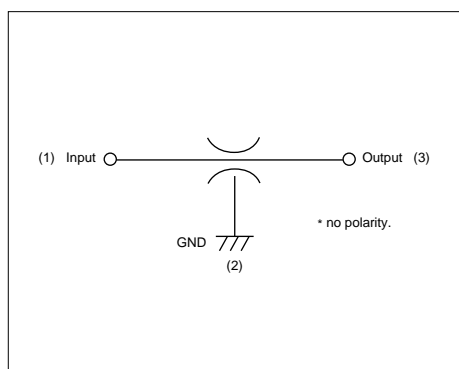 (1) Input Output (3)
* no polarity.
GND
(2)